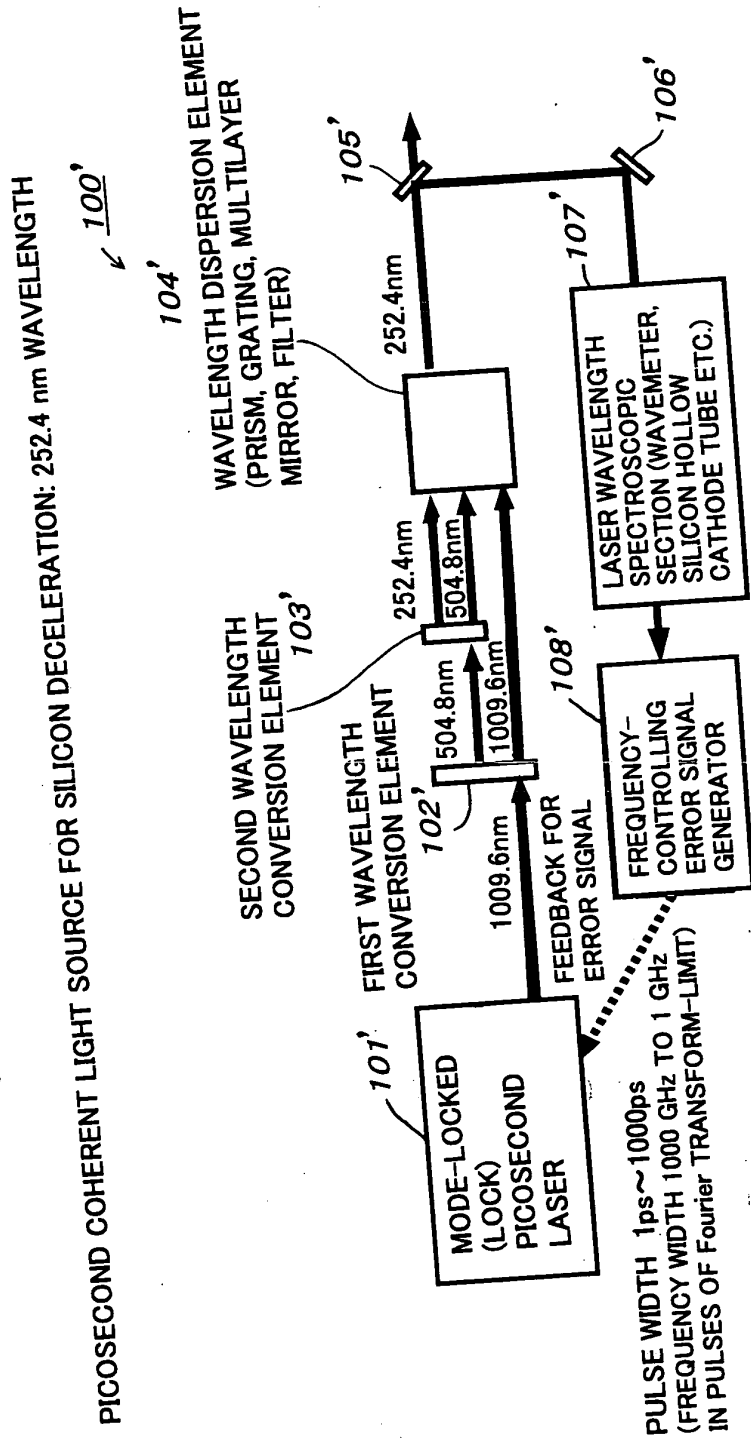 PICOSECOND COHERENT LIGHT SOURCE FOR SILICON DECELERATION: 252.4 nm WAVELENGTH
100'
104'
WAVELENGTH DISPERSION ELEMENT
(PRISM, GRATING, MULTILAYER
MIRROR, FILTER)
SECOND WAVELENGTH
CONVERSION ELEMENT
103'
FIRST WAVELENGTH
CONVERSION ELEMENT
102'
101'
MODE-LOCKED
(LOCK)
PICOSECOND
LASER
1009.6nm
504.8nm
1009.6nm
252.4nm
504.8nm
252.4nm
105'
106'
107'
LASER WAVELENGTH
SPECTROSCOPIC
SECTION (WAVEMETER,
SILICON HOLLOW
CATHODE TUBE ETC.)
108'
FREQUENCY-
CONTROLLING
ERROR SIGNAL
GENERATOR
FEEDBACK FOR
ERROR SIGNAL
PULSE WIDTH 1ps~1000ps
(FREQUENCY WIDTH 1000 GHz TO 1 GHz
IN PULSES OF Fourier TRANSFORM-LIMIT)